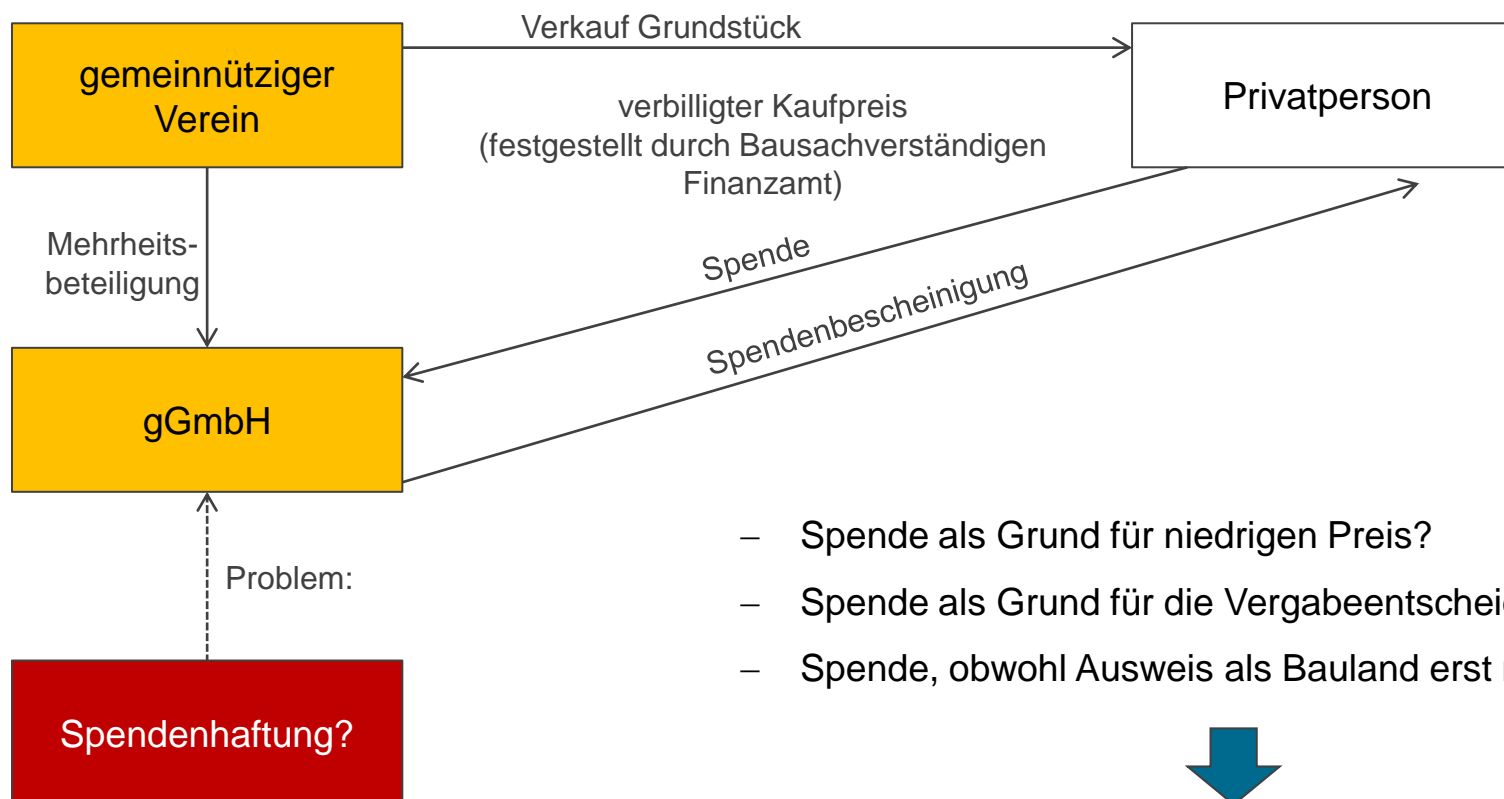 Verkauf Grundstück
gemeinnütziger
Verein
Privatperson
verbilligter Kaufpreis
(festgestellt durch Bausachverständigen
Finanzamt)
Mehrheits-
beteiligung
Spende
Spendenbescheinigung
gGmbH
Problem:
Spendenhaftung?
– Spende als Grund für niedrigen Preis?
– Spende als Grund für die
– Spende, obwohl Ausweis als Bauland erst